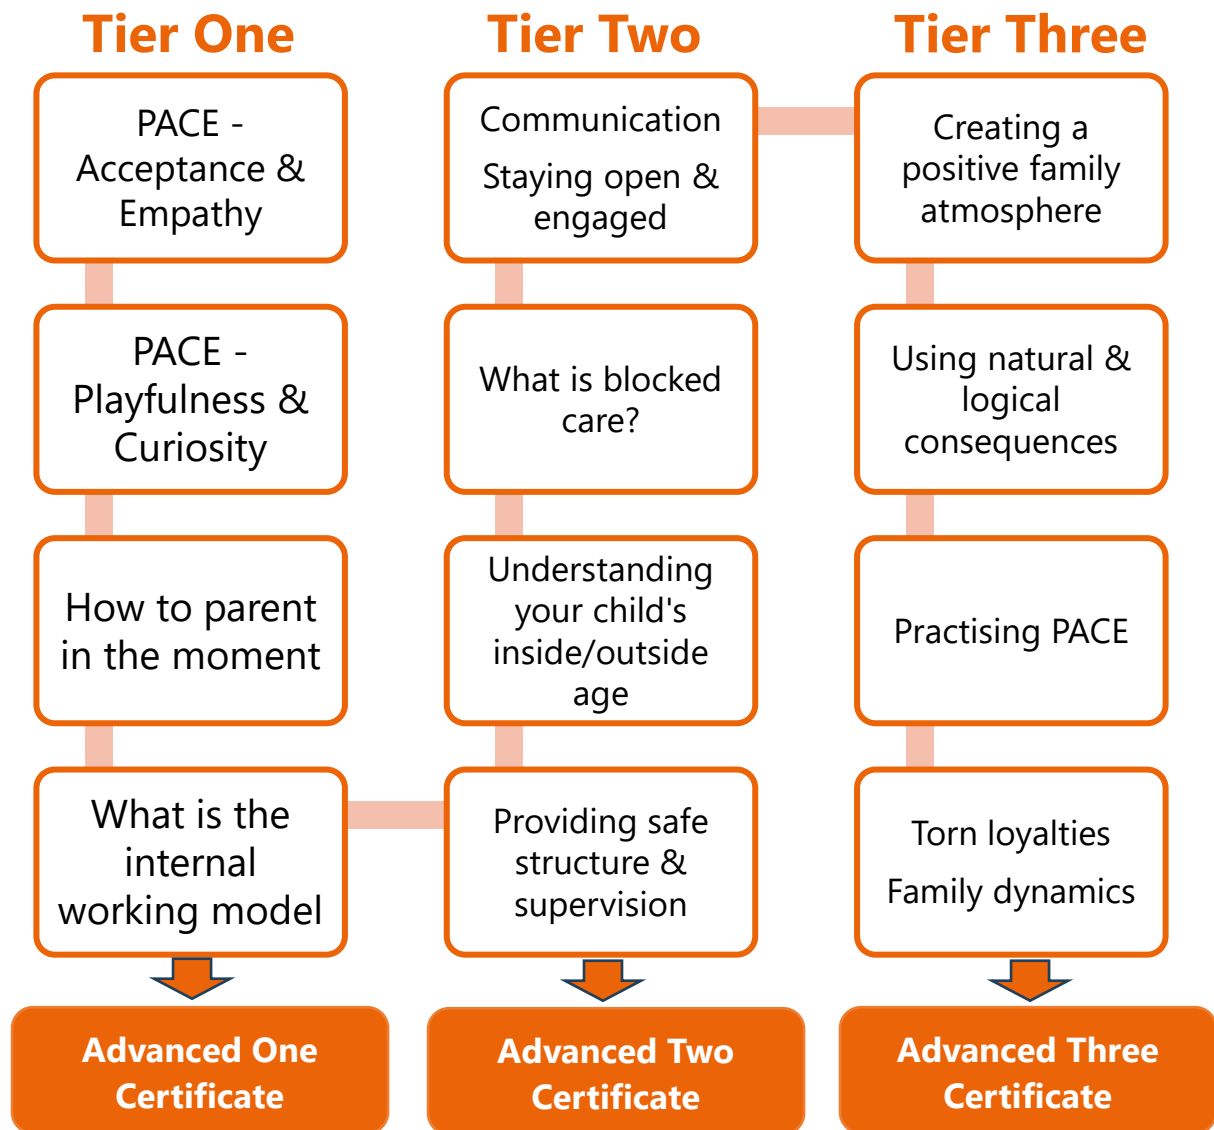 Tier One
PACE -
Acceptance &
Empathy
PACE -
Playfulness &
Curiosity
How to parent
in the moment
What is the
internal
working model
Advanced One
Certificate
Tier Two
Communication
Staying open &
engaged
What is blocked
care?
Understanding
your child's
inside/outside
age
Providing safe
structure &
supervision
Advanced Two
Certificate
Tier Three
Creating a
positive family
atmosphere
Using natural &
logical
consequences
Practising PACE
Torn loyalties
Family dynamics
Advanced Three
Certificate